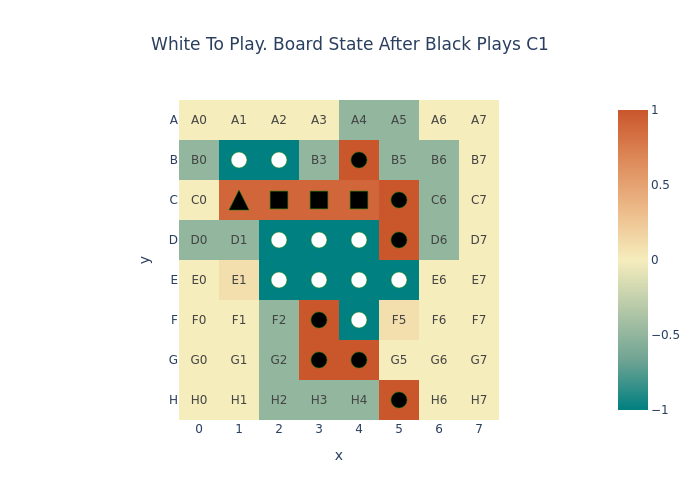 White To Play. Board State After Black Plays C1
A A0 A1 A2 A3 A4 A5 A6 A7
B B0 B3 B5 B6 B7
C C0 C6 C7
D D0 D1 D6 D7
E E0 E1 E6 E7
F F0 F1 F2 F5 F6 F7
G G0 G1 G2 G5 G6 G7
H H0 H1 H2 H3 H4 H6 H7
0 1 2 3 4 5 6 7
x
y
1
0.5
0
−0.5
−1